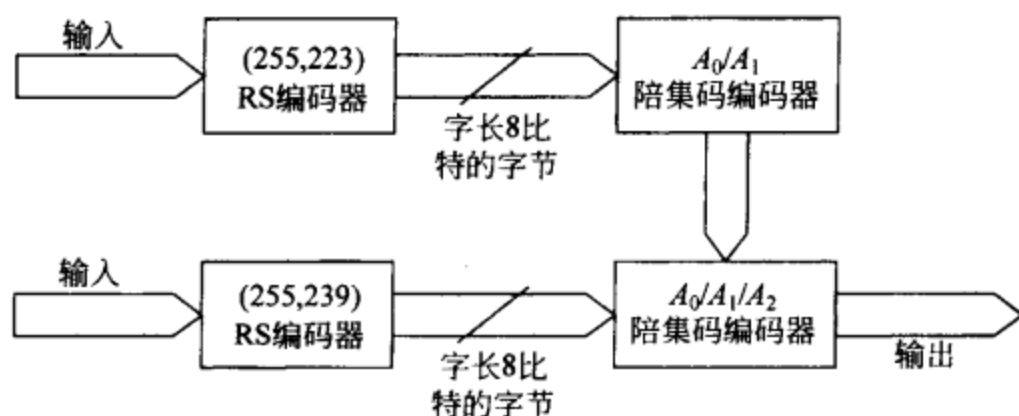 输入
(255,223)
RS编码器
字长8比
特的字节
A₀/A₁
陪集码编码器
输入
(255,239)
RS编码器
字长8比
特的字节
A₀/A₁/A₂
陪集码编码器
输出